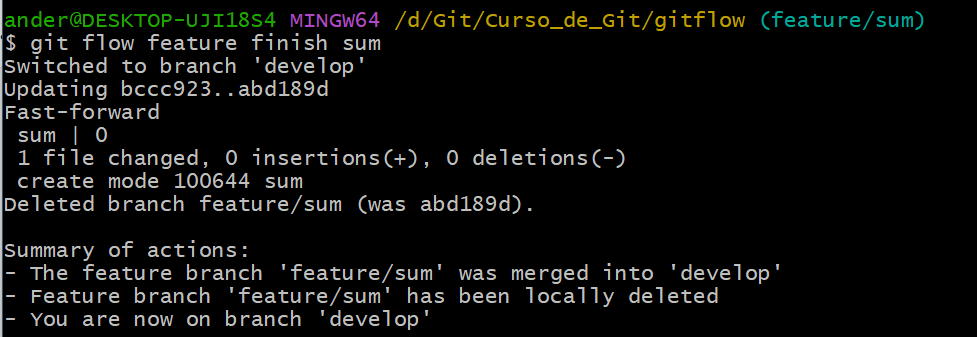 ander@DESKTOP-UJI18S4 MINGW64 /d/Git/Curso_de_Git/gitflow (feature/sum)
$ git flow feature finish sum
Switched to branch 'develop'
Updating bccc923..abd189d
Fast-forward
 sum | 0
 1 file changed, 0 insertions(+), 0 deletions(-)
 create mode 100644 sum
Deleted branch feature/sum (was abd189d).

Summary of actions:
- The feature branch 'feature/sum' was merged into 'develop'
- Feature branch 'feature/sum' has been locally deleted
- You are now on branch 'develop'